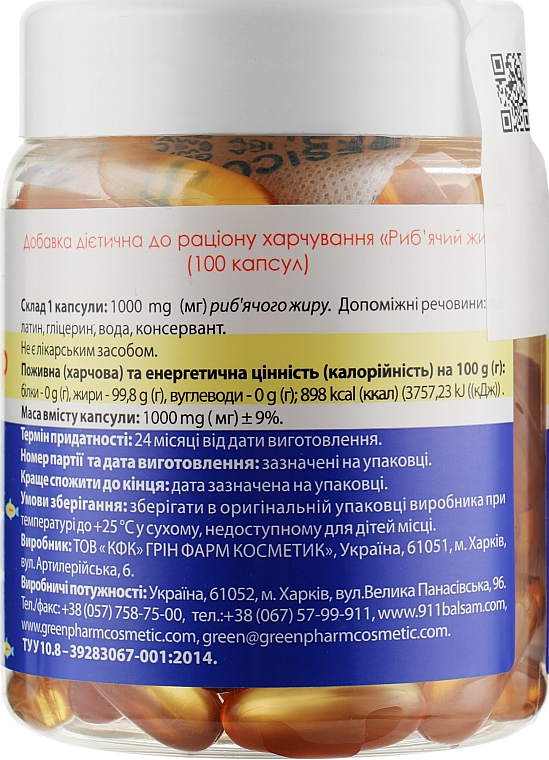 Добавка дієтична до раціону харчування «Риб’ячий
(100 капсул)
Склад 1 капсули: 1000 mg (мг) риб'ячого жиру. Допоміжні речовини:
латин, гліцерин, вода, консервант.
Не є лікарським засобом.
Поживна (харчова) та енергетична цінність (калорійність) на 100 g (г):
білки - 0 g (г), жири - 99,8 g (г), вуглеводи - 0 g (г); 898 kcal (ккал) (3757,23 kJ ((кДж)) .
Маса вмісту капсули: 1000 mg ( мг) ± 9%.
Термін придатності: 24 місяці від дати виготовлення.
Номер партії та дата виготовлення: зазначені на упаковці.
Краще спожити до кінця: дата зазначена на упаковці.
Умови зберігання: зберігати в оригінальній упаковці виробника при
температурі до +25 °C у сухому, недоступному для дітей місці.
Виробник: ТОВ «КФК» ГРІН ФАРМ КОСМЕТИК», Україна, 61051, м. Харків,
вул. Артилерійська, 6.
Виробничі потужності: Україна, 61052, м. Харків, вул.Велика Панасівська, 96.
Тел./факс: +38 (057) 758-75-00, тел.:+38 (067) 57-99-911, www.911balsam.com,
www.greenpharmcosmetic.com, green@greenpharmcosmetic.com.
ТУ У 10.8 – 39283067-001:2014.